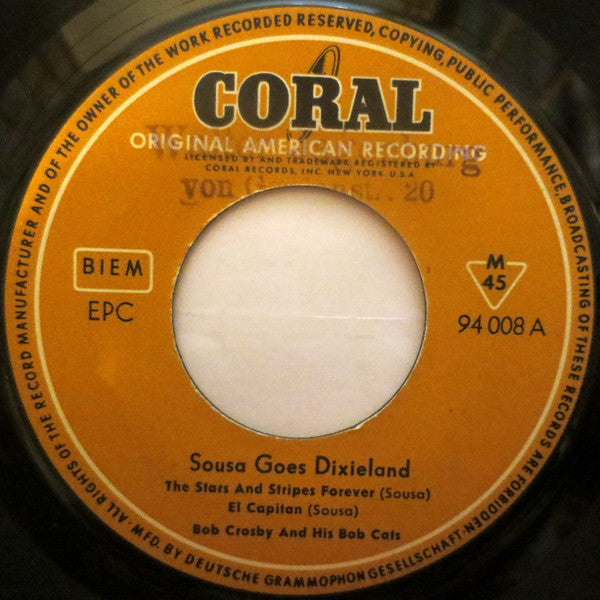 ALL RIGHTS OF THE RECORD MANUFACTURER AND OF THE OWNER OF THE WORK RECORDED RESERVED, COPYING, PUBLIC PERFORMANCE, BROADCASTING OF THESE RECORDS ARE FORBIDDEN·
CORAL
ORIGINAL AMERICAN RECORDING
LICENSED BY AND TRADEMARK REGISTERED BY
CORAL RECORDS, INC. NEW YORK U.S.A
von 20
BIEM
EPC
M
45
94 008 A
Sousa Goes Dixieland
The Stars And Stripes Forever (Sousa)
El Capitan (Sousa)
Bob Crosby And His Bob Cats
· MFD. BY DEUTSCHE GRAMMOPHON GESELLSCHAFT ·